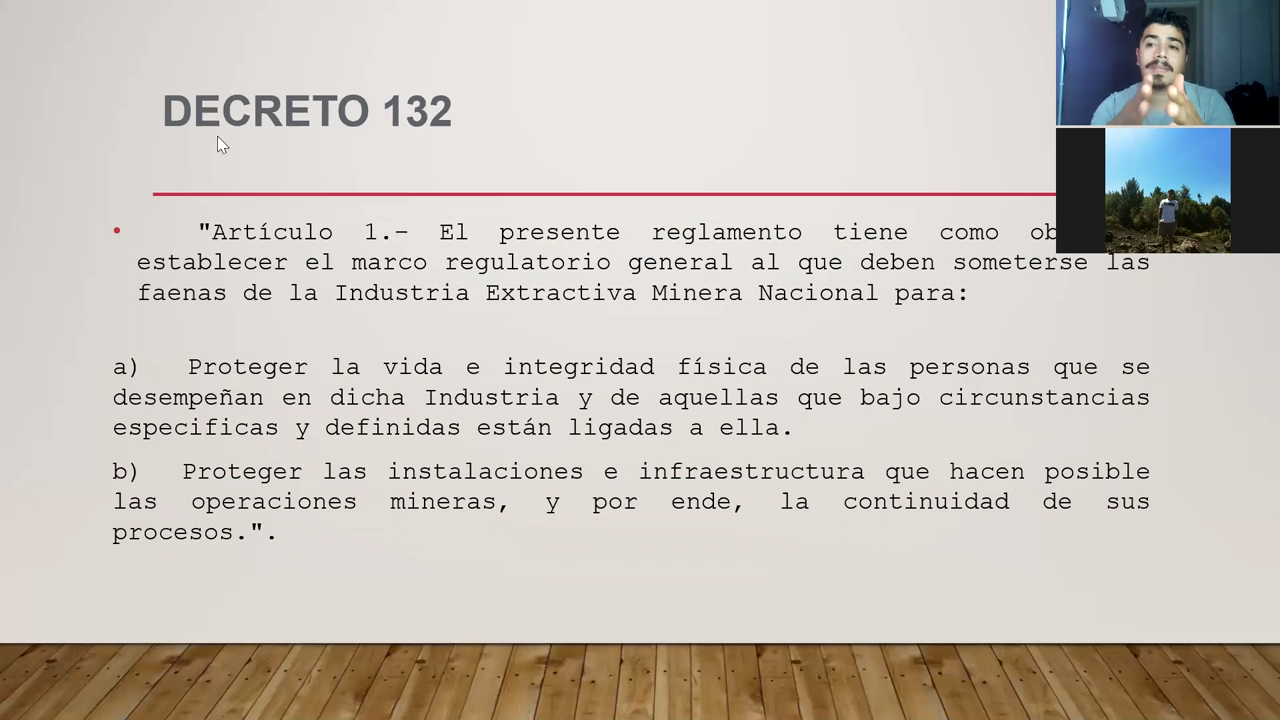 DECRETO 132
• "Artículo 1.- El presente reglamento tiene como
establecer el marco regulatorio general al que deben someterse las
faenas de la Industria Extractiva Minera Nacional para:
a) Proteger la vida e integridad física de las personas que se
desempeñan en dicha Industria y de aquellas que bajo circunstancias
especificas y definidas están ligadas a ella.
b) Proteger las instalaciones e infraestructura que hacen posible
las operaciones mineras, y por ende, la continuidad de sus
procesos.".